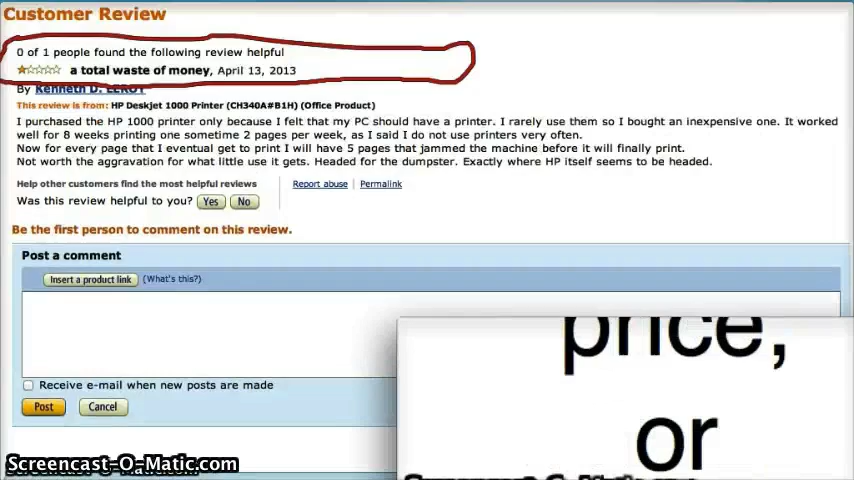 Customer Review
0 of 1 people found the following review helpful
a total waste of money, April 13, 2013
By Kenneth D. LEROY
This review is from: HP Deskjet 1000 Printer (CH340A#B1H) (Office Product)
I purchased the HP 1000 printer only because I felt that my PC should have a printer. I rarely use them so I bought an inexpensive one. It worked
well for 8 weeks printing one sometime 2 pages per week, as I said I do not use printers very often.
Now for every page that I eventual get to print I will have 5 pages that jammed the machine before it will finally print.
Not worth the aggravation for what little use it gets. Headed for the dumpster. Exactly where HP itself seems to be headed.
Help other customers find the most helpful reviews
Report abuse | Permalink
Was this review helpful to you? Yes No
Be the first person to comment on this review.
Post a comment
Insert a product link (What's this?)
price,
Receive e-mail when new posts are made
Post Cancel
or
Screencast-O-Matic.com